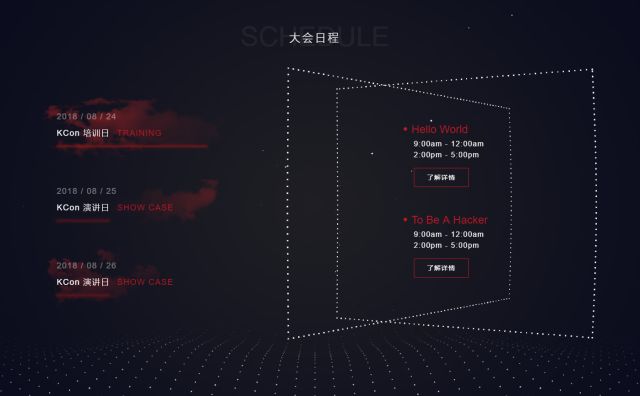 SCHEDULE
大会日程
2018 / 08 / 24
KCon 培训日 TRAINING
2018 / 08 / 25
KCon 演讲日 SHOW CASE
2018 / 08 / 26
KCon 演讲日 SHOW CASE
Hello World
9:00am - 12:00am
2:00pm - 5:00pm
了解详情
To Be A Hacker
9:00am - 12:00am
2:00pm - 5:00pm
了解详情